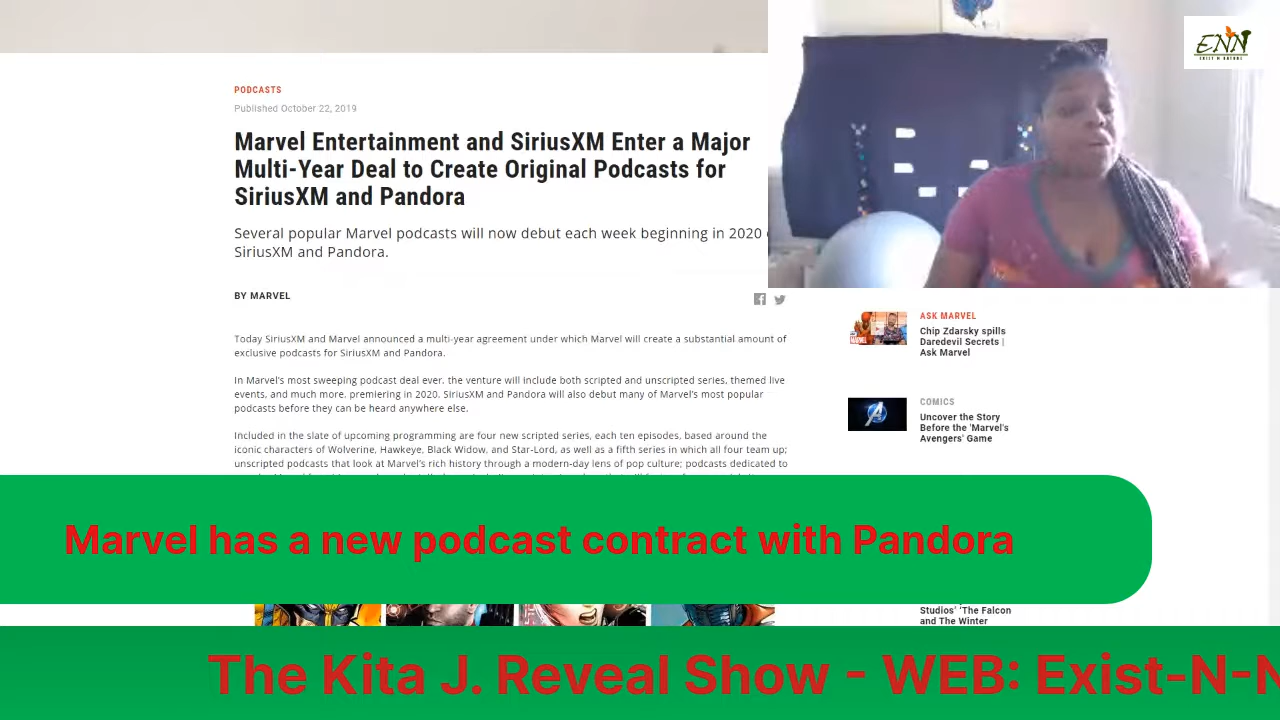 PODCASTS
Published October 22, 2019
Marvel Entertainment and SiriusXM Enter a Major
Multi-Year Deal to Create Original Podcasts for
SiriusXM and Pandora
Several popular Marvel podcasts will now debut each week beginning in 2020
SiriusXM and Pandora.
BY MARVEL
Today SiriusXM and Marvel announced a multi-year agreement under which Marvel will create a substantial amount of
exclusive podcasts for SiriusXM and Pandora.
In Marvel's most sweeping podcast deal ever, the venture will include both scripted and unscripted series, themed live
events, and much more, premiering in 2020. SiriusXM and Pandora will also debut many of Marvel's most popular
podcasts before they can be heard anywhere else.
Included in the slate of upcoming programming are four new scripted series, each ten episodes, based around the
iconic characters of Wolverine, Hawkeye, Black Widow, and Star-Lord, as well as a fifth series in which all four team up;
unscripted podcasts that look at Marvel's rich history through a modern-day lens of pop culture; podcasts dedicated to
ENN
EXIST N NATURE
ASK MARVEL
Chip Zdarsky spills
Daredevil Secrets |
Ask Marvel
COMICS
Uncover the Story
Before the 'Marvel's
Avengers' Game
Studios' 'The Falcon
and The Winter
Marvel has a new podcast contract with Pandora
The Kita J. Reveal Show - WEB: Exist-N-N